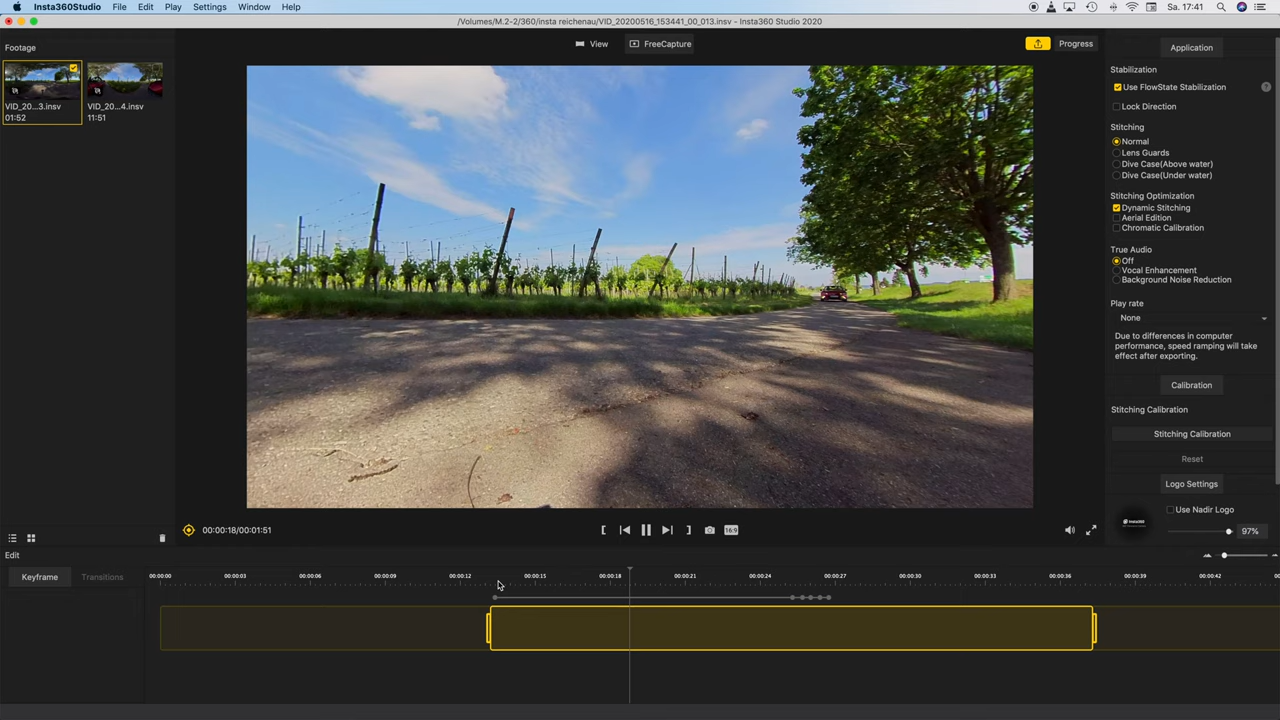 Insta360Studio File Edit Play Settings Window Help
Sa. 17:41
/Volumes/M.2-2/360/insta reichenau/VID_20200516_153441_00_013.insv - Insta360 Studio 2020
Footage
View
FreeCapture
Progress
VID_20...3.insv
01:52
VID_20...4.insv
11:51
Application
Stabilization
Use FlowState Stabilization
?
Lock Direction
Stitching
Normal
Lens Guards
Dive Case(Above water)
Dive Case(Under water)
Stitching Optimization
Dynamic Stitching
Aerial Edition
Chromatic Calibration
True Audio
Off
Vocal Enhancement
Background Noise Reduction
Play rate
None
Due to differences in computer
performance, speed ramping will take
effect after exporting.
Calibration
Stitching Calibration
Stitching Calibration
Reset
Logo Settings
Insta360
Use Nadir Logo
97%
00:00:18/00:01:51
16:9
Edit
Keyframe
Transitions
00:00:00 00:00:03 00:00:06 00:00:09 00:00:12 00:00:15 00:00:18 00:00:21 00:00:24 00:00:27 00:00:30 00:00:33 00:00:36 00:00:39 00:00:42